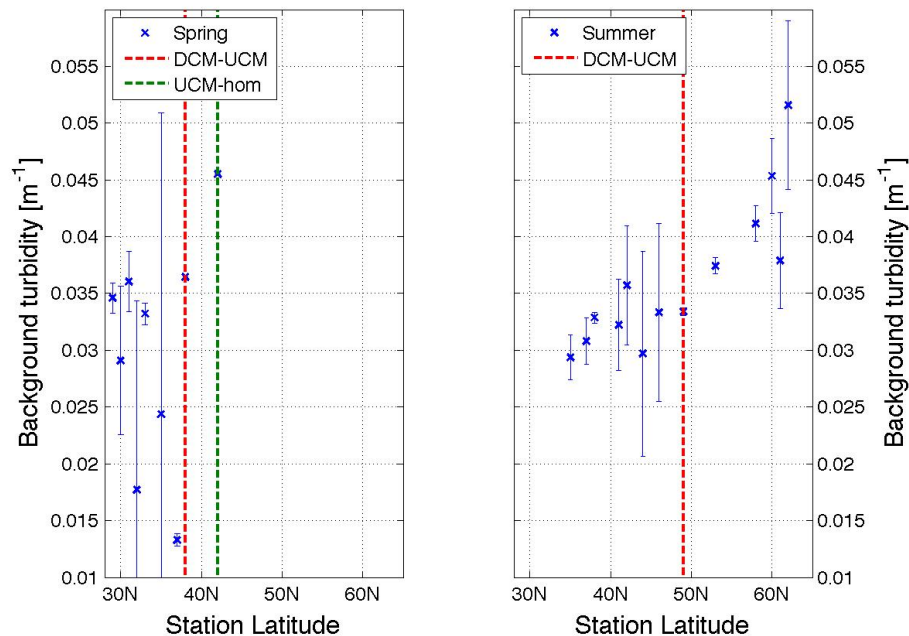 Spring
DCM-UCM
UCM-hom
0.055
0.05
0.045
0.04
0.035
0.03
0.025
0.02
0.015
0.01
Background turbidity [m⁻¹]
30N 40N 50N 60N
Station Latitude
Summer
DCM-UCM
0.055
0.05
0.045
0.04
0.035
0.03
0.025
0.02
0.015
0.01
Background turbidity [m⁻¹]
30N 40N 50N 60N
Station Latitude